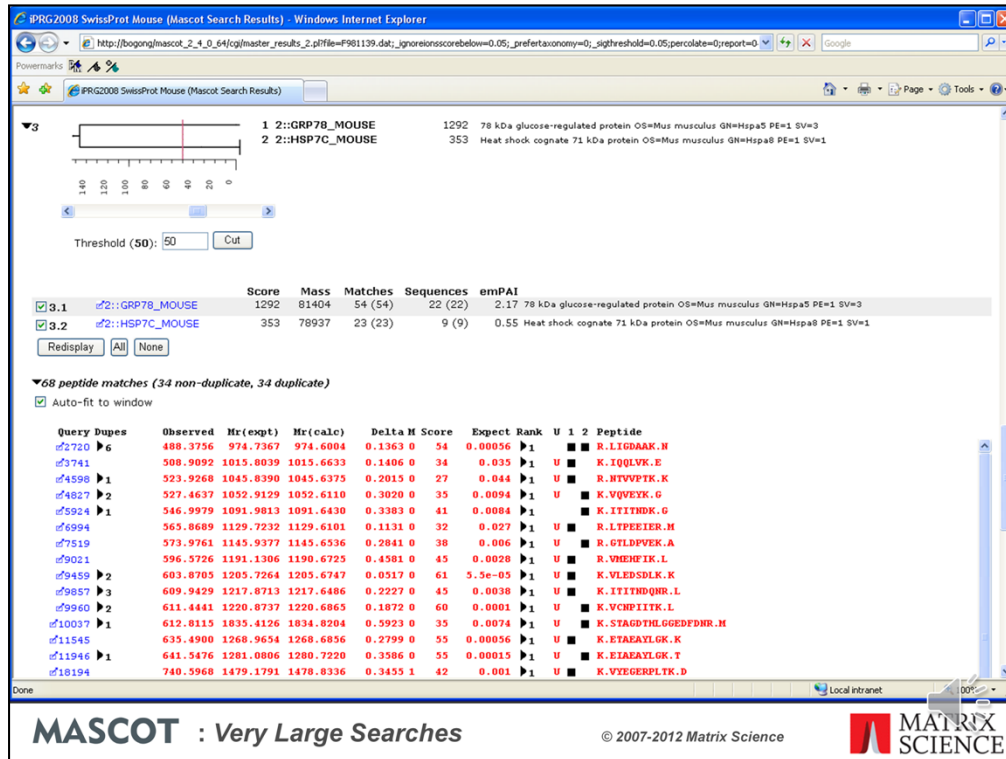 iPRG2008 SwissProt Mouse (Mascot Search Results) - Windows Internet Explorer
http://bogong/mascot_2_4_0_64/cgi/master_results_2.pl?file=F981139.dat;_ignoreionsscorebelow=0.05;_prefertaxonomy=0;_sigthreshold=0.05;percolate=0;report=0
Google
Powermarks
iPRG2008 SwissProt Mouse (Mascot Search Results)
Page Tools
3 1 2::GRP78_MOUSE 1292 78 kDa glucose-regulated protein OS=Mus musculus GN=Hspa5 PE=1 SV=3
2 2::HSP7C_MOUSE 353 Heat shock cognate 71 kDa protein OS=Mus musculus GN=Hspa8 PE=1 SV=1
140 120 100 80 60 40 20 0
Threshold (50): 50 Cut
Score Mass Matches Sequences emPAI
3.1 2::GRP78_MOUSE 1292 81404 54 (54) 22 (22) 2.17 78 kDa glucose-regulated protein OS=Mus musculus GN=Hspa5 PE=1 SV=3
3.2 2::HSP7C_MOUSE 353 78937 23 (23) 9 (9) 0.55 Heat shock cognate 71 kDa protein OS=Mus musculus GN=Hspa8 PE=1 SV=1
Redisplay All None
68 peptide matches (34 non-duplicate, 34 duplicate)
Auto-fit to window
Query Dupes Observed Mr(expt) Mr(calc) Delta M Score Expect Rank U 1 2 Peptide
2720 6 488.3756 974.7367 974.6004 0.1363 0 54 0.00056 1 R.LIGDAAK.N
3741 508.9092 1015.8039 1015.6633 0.1406 0 34 0.035 1 U K.IQQLVK.E
4598 1 523.9268 1045.8390 1045.6375 0.2015 0 27 0.044 1 U R.NTVVPTK.K
4827 2 527.4637 1052.9129 1052.6110 0.3020 0 35 0.0094 1 U K.VQVEYK.G
5924 1 546.9979 1091.9813 1091.6430 0.3383 0 41 0.0084 1 K.ITITNDK.G
6994 565.8689 1129.7232 1129.6101 0.1131 0 32 0.027 1 U R.LTPEEIER.M
7519 573.9761 1145.9377 1145.6536 0.2841 0 38 0.006 1 U R.GTLDPVEK.A
9021 596.5726 1191.1306 1190.6725 0.4581 0 45 0.0028 1 U R.VMEHFIK.L
9459 2 603.8705 1205.7264 1205.6747 0.0517 0 61 5.5e-05 1 U K.VLEDSDLK.K
9857 3 609.9429 1217.8713 1217.6486 0.2227 0 45 0.0038 1 U K.ITITNDQNR.L
9960 2 611.4441 1220.8737 1220.6865 0.1872 0 60 0.0001 1 U K.VCNPIITK.L
10037 1 612.8115 1835.4126 1834.8204 0.5923 0 35 0.0074 1 U K.STAGDTHLGGEDFDNR.M
11545 635.4900 1268.9654 1268.6856 0.2799 0 55 0.00056 1 U K.ETAEAYLGK.K
11946 1 641.5476 1281.0806 1280.7220 0.3586 0 55 0.00015 1 U K.EIAEAYLGK.T
18194 740.5968 1479.1791 1478.8336 0.3455 1 42 0.001 1 U K.VYEGERPLTK.D
Done Local intranet 100%
MASCOT : Very Large Searches © 2007-2012 Matrix Science MATRIX
SCIENCE